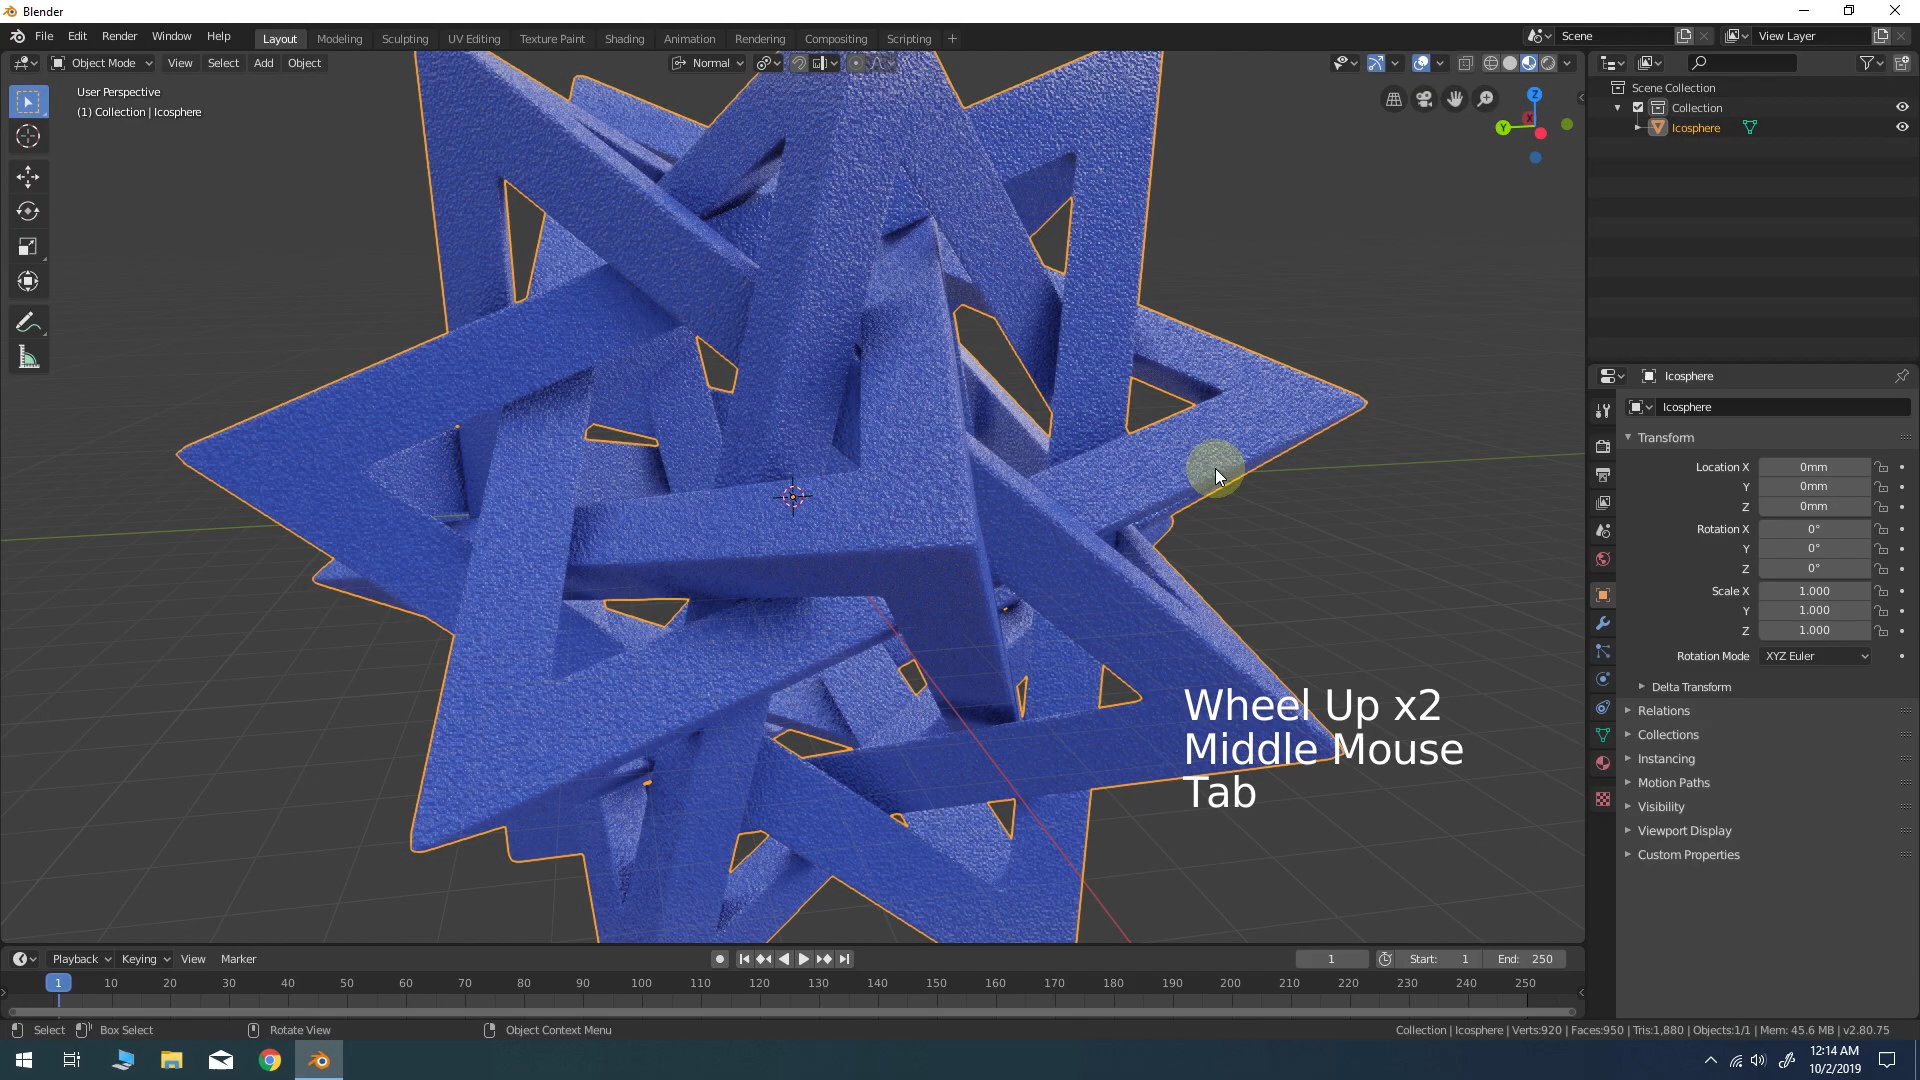 Blender
File Edit Render Window Help
Layout Modeling Sculpting UV Editing Texture Paint Shading Animation Rendering Compositing Scripting
Scene
View Layer
Object Mode View Select Add Object
Normal
User Perspective
(1) Collection | Icosphere
Z
X
Y
Scene Collection
Collection
Icosphere
Icosphere
Icosphere
Transform
Location X 0mm
Y 0mm
Z 0mm
Rotation X 0°
Y 0°
Z 0°
Scale X 1.000
Y 1.000
Z 1.000
Rotation Mode XYZ Euler
Delta Transform
Relations
Collections
Instancing
Motion Paths
Visibility
Viewport Display
Custom Properties
Wheel Up x2
Middle Mouse
Tab
Playback Keying View Marker
1 Start: 1 End: 250
1 10 20 30 40 50 60 70 80 90 100 110 120 130 140 150 160 170 180 190 200 210 220 230 240 250
Select Box Select Rotate View Object Context Menu
Collection | Icosphere | Verts:920 | Faces:950 | Tris:1,880 | Objects:1/1 | Mem: 45.6 MB | v2.80.75
12:14 AM
10/2/2019